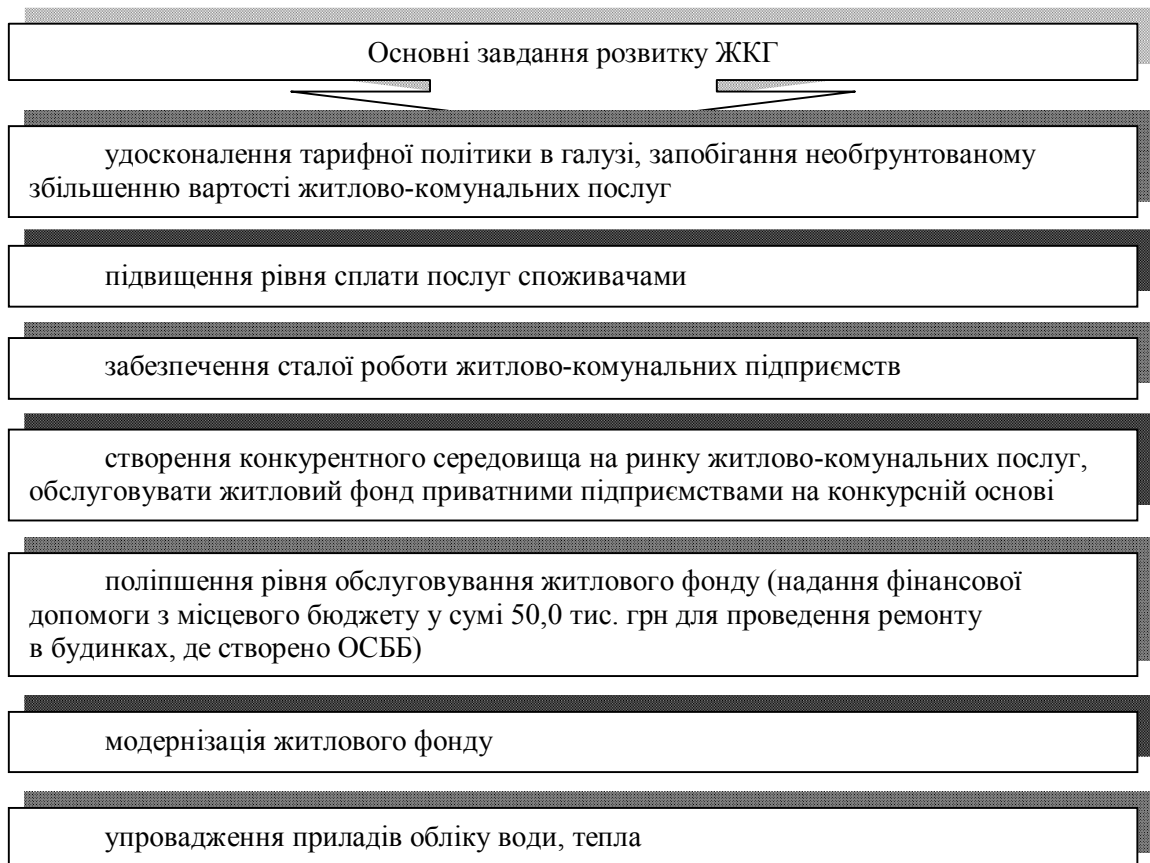 Основні завдання розвитку ЖКГ
удосконалення тарифної політики в галузі, запобігання необґрунтованому
збільшенню вартості житлово-комунальних послуг
підвищення рівня сплати послуг споживачами
забезпечення сталої роботи житлово-комунальних підприємств
створення конкурентного середовища на ринку житлово-комунальних послуг,
обслуговувати житловий фонд приватними підприємствами на конкурсній основі
поліпшення рівня обслуговування житлового фонду (надання фінансової
допомоги з місцевого бюджету у сумі 50,0 тис. грн для проведення ремонту
в будинках, де створено ОСББ)
модернізація житлового фонду
упровадження приладів обліку води, тепла